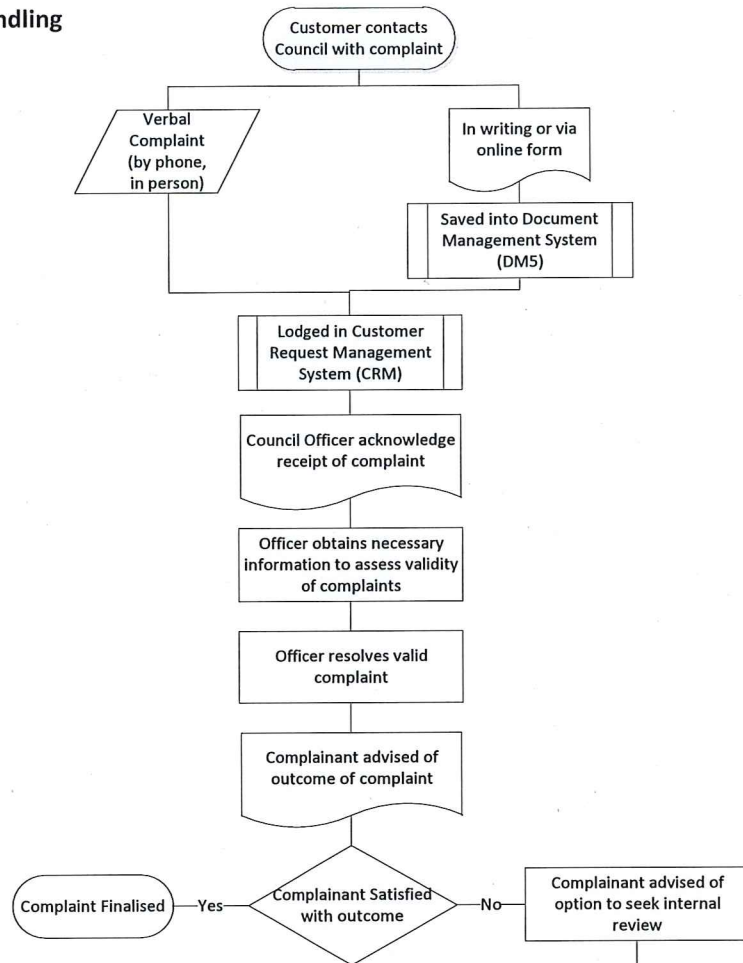 ndling
Customer contacts
Council with complaint
Verbal
Complaint
(by phone,
in person)
In writing or via
online form
Saved into Document
Management System
(DM5)
Lodged in Customer
Request Management
System (CRM)
Council Officer acknowledge
receipt of complaint
Officer obtains necessary
information to assess validity
of complaints
Officer resolves valid
complaint
Complainant advised of
outcome of complaint
Complaint Finalised
Yes
Complainant Satisfied
with outcome
No
Complainant advised of
option to seek internal
review